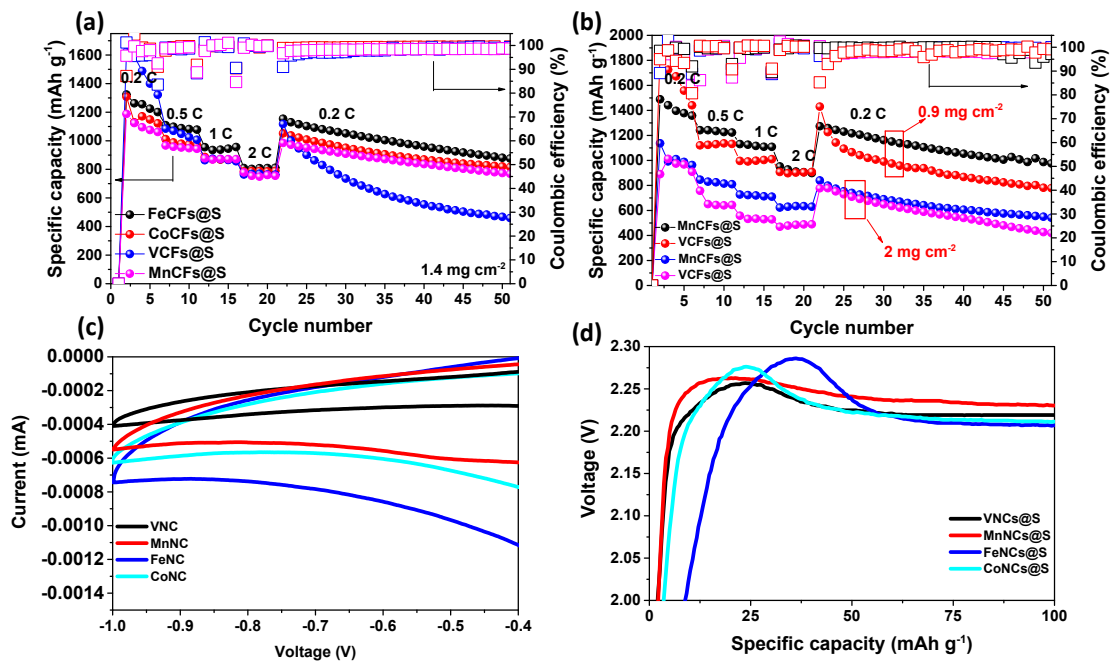 (a)
Specific capacity (mAh g⁻¹)
1600
1400
1200
1000
800
600
400
200
0
0.2 C
0.5 C
1 C
2 C
0.2 C
FeCFs@S
CoCFs@S
VCFs@S
MnCFs@S
1.4 mg cm⁻²
100
90
80
70
60
50
40
30
20
10
0
Coulombic efficiency (%)
0 5 10 15 20 25 30 35 40 45 50
Cycle number
(b)
Specific capacity (mAh g⁻¹)
2000
1800
1600
1400
1200
1000
800
600
400
200
0
0.2 C
0.5 C
1 C
2 C
0.2 C
0.9 mg cm⁻²
2 mg cm⁻²
MnCFs@S
VCFs@S
MnCFs@S
VCFs@S
100
90
80
70
60
50
40
30
20
10
0
Coulombic efficiency (%)
5 10 15 20 25 30 35 40 45 50
Cycle number
(c)
Current (mA)
0.0000
-0.0002
-0.0004
-0.0006
-0.0008
-0.0010
-0.0012
-0.0014
VNC
MnNC
FeNC
CoNC
-1.0 -0.9 -0.8 -0.7 -0.6 -0.5 -0.4
Voltage (V)
(d)
Voltage (V)
2.30
2.25
2.20
2.15
2.10
2.05
2.00
VNCs@S
MnNCs@S
FeNCs@S
CoNCs@S
0 25 50 75 100
Specific capacity (mAh g⁻¹)